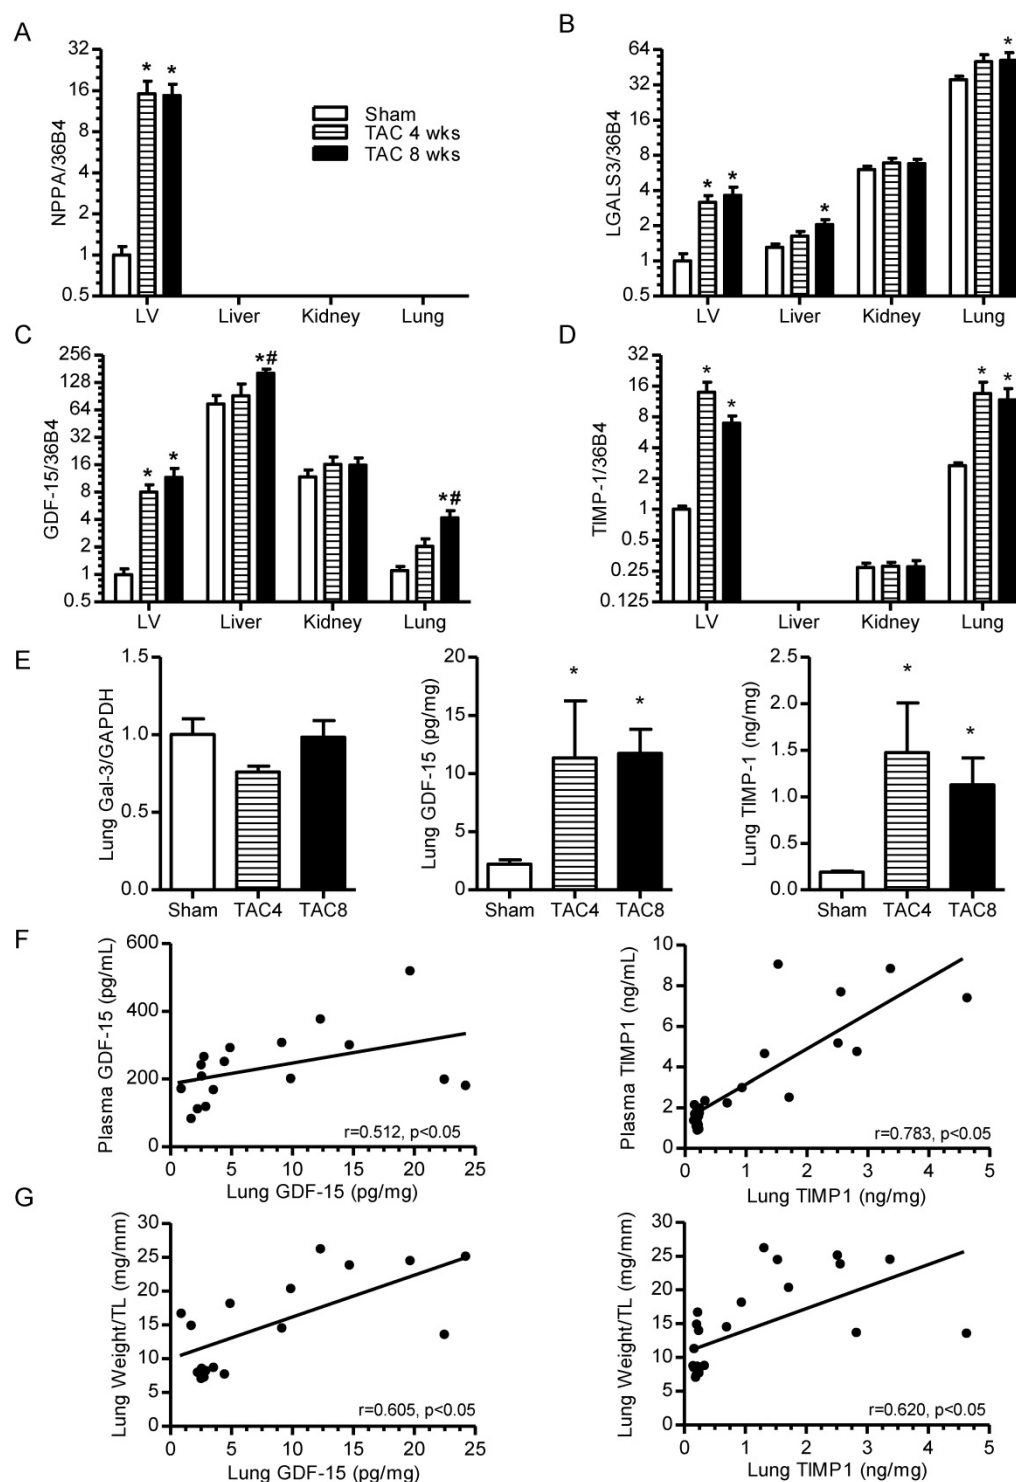 A
NPPA/36B4
32
16
8
4
2
1
0.5
* *
Sham
TAC 4 wks
TAC 8 wks
LV Liver Kidney Lung
B
LGALS3/36B4
64
32
16
8
4
2
1
0.5
* * * *
LV Liver Kidney Lung
C
GDF-15/36B4
256
128
64
32
16
8
4
2
1
0.5
* * *# *#
LV Liver Kidney Lung
D
TIMP-1/36B4
32
16
8
4
2
1
0.5
0.25
0.125
* * * *
LV Liver Kidney Lung
E
Lung Gal-3/GAPDH
1.5
1.0
0.5
0.0
Sham TAC4 TAC8
Lung GDF-15 (pg/mg)
20
15
10
5
0
* *
Sham TAC4 TAC8
Lung TIMP-1 (ng/mg)
2.5
2.0
1.5
1.0
0.5
0.0
* *
Sham TAC4 TAC8
F
Plasma GDF-15 (pg/mL)
600
400
200
0
r=0.512, p<0.05
0 5 10 15 20 25
Lung GDF-15 (pg/mg)
Plasma TIMP1 (ng/mL)
10
8
6
4
2
0
r=0.783, p<0.05
0 1 2 3 4 5
Lung TIMP1 (ng/mg)
G
Lung Weight/TL (mg/mm)
30
25
20
15
10
5
0
r=0.605, p<0.05
0 5 10 15 20 25
Lung GDF-15 (pg/mg)
Lung Weight/TL (mg/mm)
30
25
20
15
10
5
0
r=0.620, p<0.05
0 1 2 3 4 5
Lung TIMP1 (ng/mg)